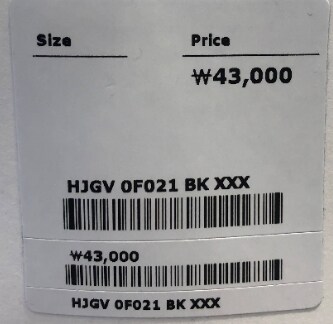 Size Price
₩43,000
HJGV 0F021 BK XXX
₩43,000
HJGV 0F021 BK XXX